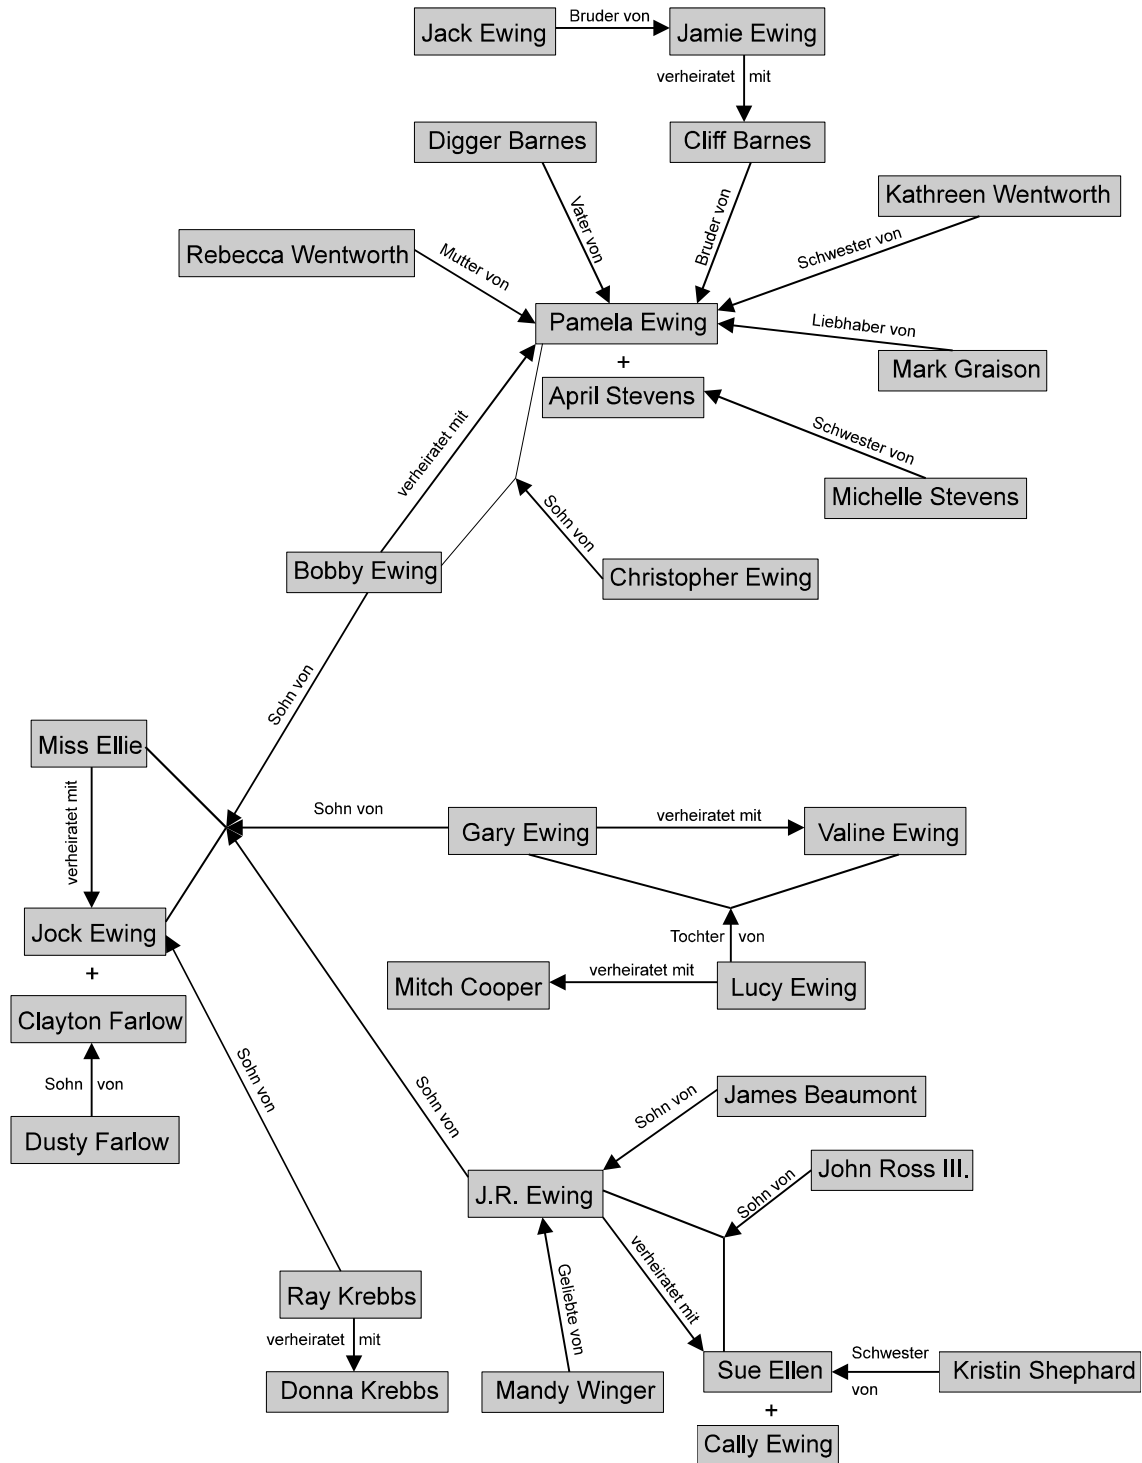 Jack Ewing
Bruder von
Jamie Ewing
verheiratet mit
Digger Barnes
Cliff Barnes
Kathreen Wentworth
Vater von
Bruder von
Schwester von
Rebecca Wentworth
Mutter von
Pamela Ewing
Liebhaber von
Mark Graison
+
April Stevens
Schwester von
Michelle Stevens
verheiratet mit
Sohn von
Bobby Ewing
Christopher Ewing
Sohn von
Miss Ellie
verheiratet mit
Sohn von
Gary Ewing
verheiratet mit
Valine Ewing
Jock Ewing
Tochter von
+
Mitch Cooper
verheiratet mit
Lucy Ewing
Clayton Farlow
Sohn von
Dusty Farlow
Sohn von
Sohn von
Sohn von
James Beaumont
J.R. Ewing
Sohn von
John Ross III.
Ray Krebbs
verheiratet mit
Donna Krebbs
Geliebte von
Mandy Winger
verheiratet mit
Sue Ellen
Schwester von
Kristin Shephard
+
Cally Ewing